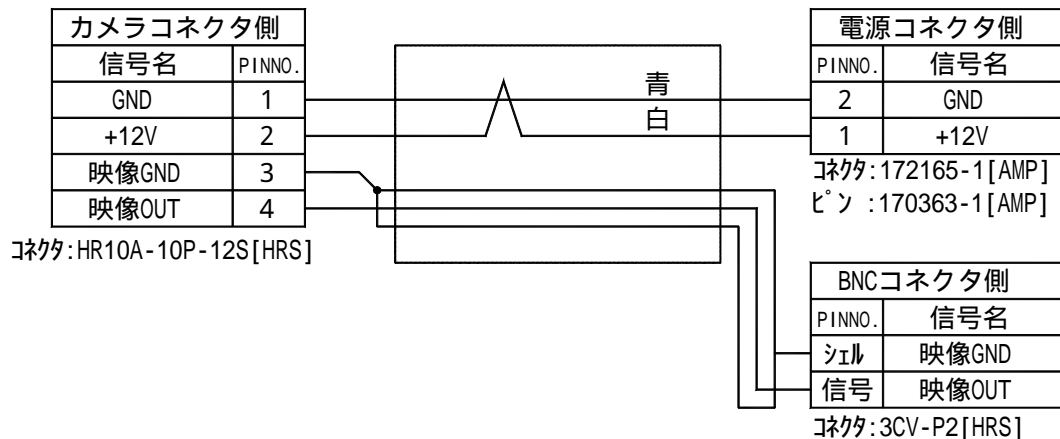 カメラコネクタ側
信号名 PINNO.
GND 1
+12V 2
映像GND 3
映像OUT 4
ｺﾈｸﾀ:HR10A-10P-12S[HRS]
青
白
電源コネクタ側
PINNO. 信号名
2 GND
1 +12V
ｺﾈｸﾀ:172165-1[AMP]
ﾋﾟﾝ :170363-1[AMP]
BNCコネクタ側
PINNO. 信号名
ｼｪﾙ 映像GND
信号 映像OUT
ｺﾈｸﾀ:3CV-P2[HRS]